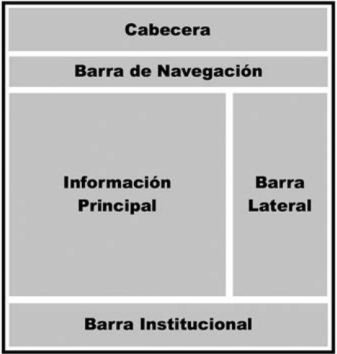 Cabecera
Barra de Navegación
Información
Principal
Barra
Lateral
Barra Institucional